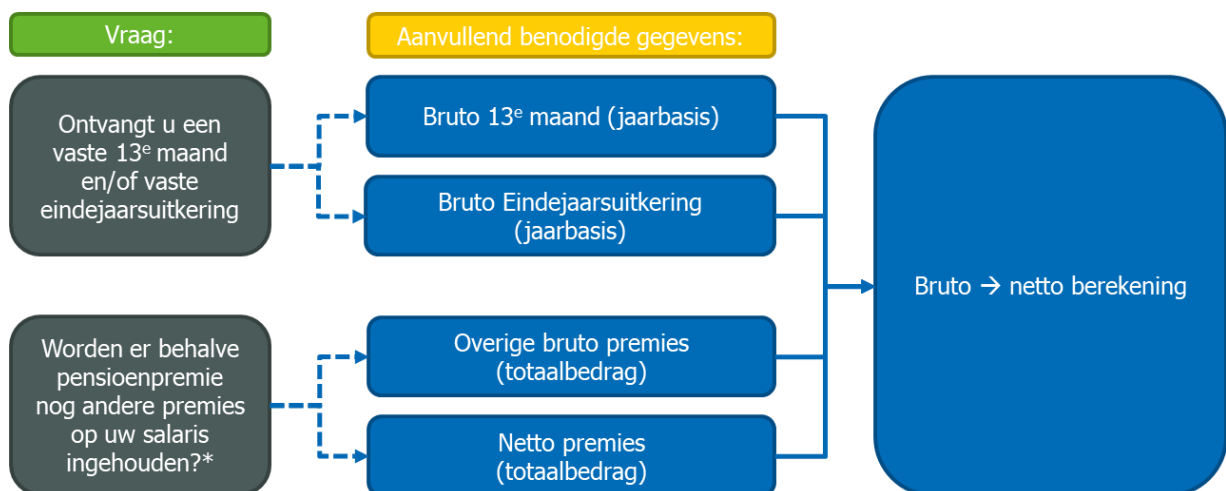 Vraag:
Aanvullend benodigde gegevens:
Ontvangt u een
vaste 13e maand
en/of vaste
eindejaarsuitkering
Bruto 13e maand (jaarbasis)
Bruto Eindejaarsuitkering
(jaarbasis)
Bruto → netto berekening
Worden er behalve
pensioenpremie
nog andere premies
op uw salaris
ingehouden?*
Overige bruto premies
(totaalbedrag)
Netto premies
(totaalbedrag)